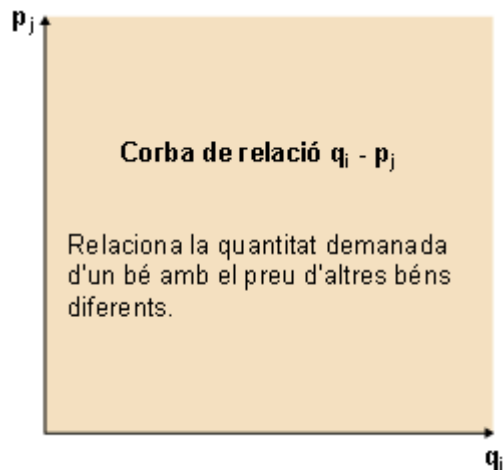 pj
Corba de relació qi - pj
Relaciona la quantitat demanada
d'un bé amb el preu d'altres béns
diferents.
qi